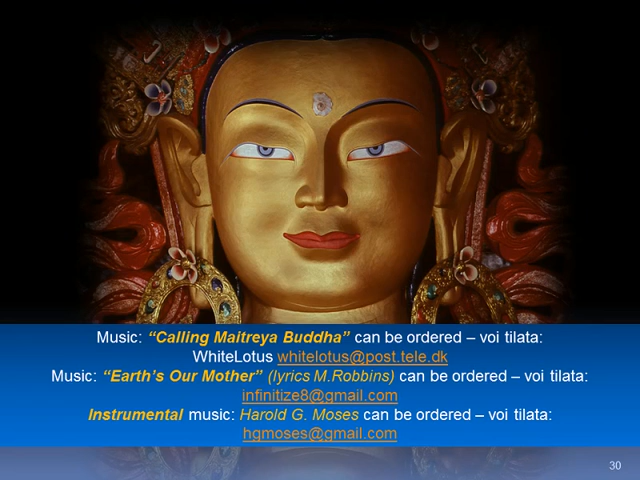 Music: “Calling Maitreya Buddha” can be ordered – voi tilata:
WhiteLotus whitelotus@post.tele.dk
Music: “Earth’s Our Mother” (lyrics M.Robbins) can be ordered – voi tilata:
infinitize8@gmail.com
Instrumental music: Harold G. Moses can be ordered – voi tilata:
hgmoses@gmail.com
30